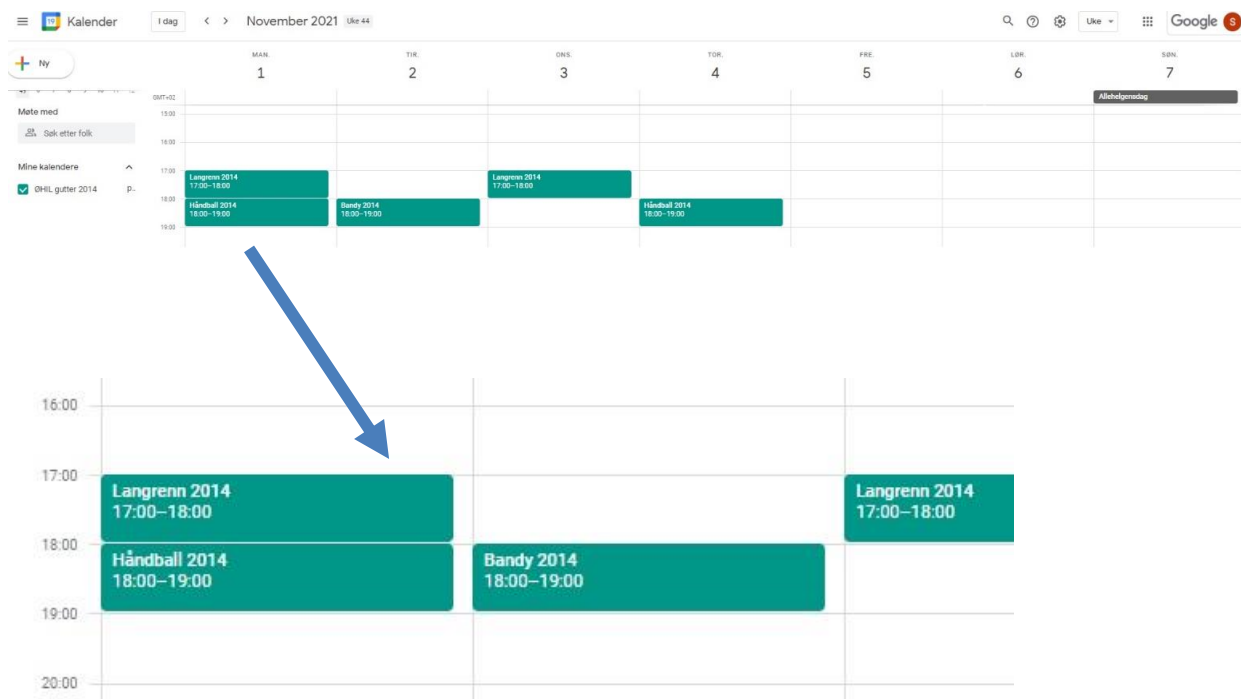 Kalender
I dag
November 2021
Uke 44
Uke
Google
S
19
Ny
MAN.
1
TIR.
2
ONS.
3
TOR.
4
FRE.
5
LØR.
6
SØN.
7
GMT+02
Allehelgensdag
Møte med
Søk etter folk
Mine kalendere
ØHIL gutter 2014
P.
15:00
16:00
17:00
18:00
19:00
Langrenn 2014
17:00–18:00
Håndball 2014
18:00–19:00
Bandy 2014
18:00–19:00
Langrenn 2014
17:00–18:00
Håndball 2014
18:00–19:00
16:00
17:00
18:00
19:00
20:00
Langrenn 2014
17:00–18:00
Håndball 2014
18:00–19:00
Bandy 2014
18:00–19:00
Langrenn 2014
17:00–18:00